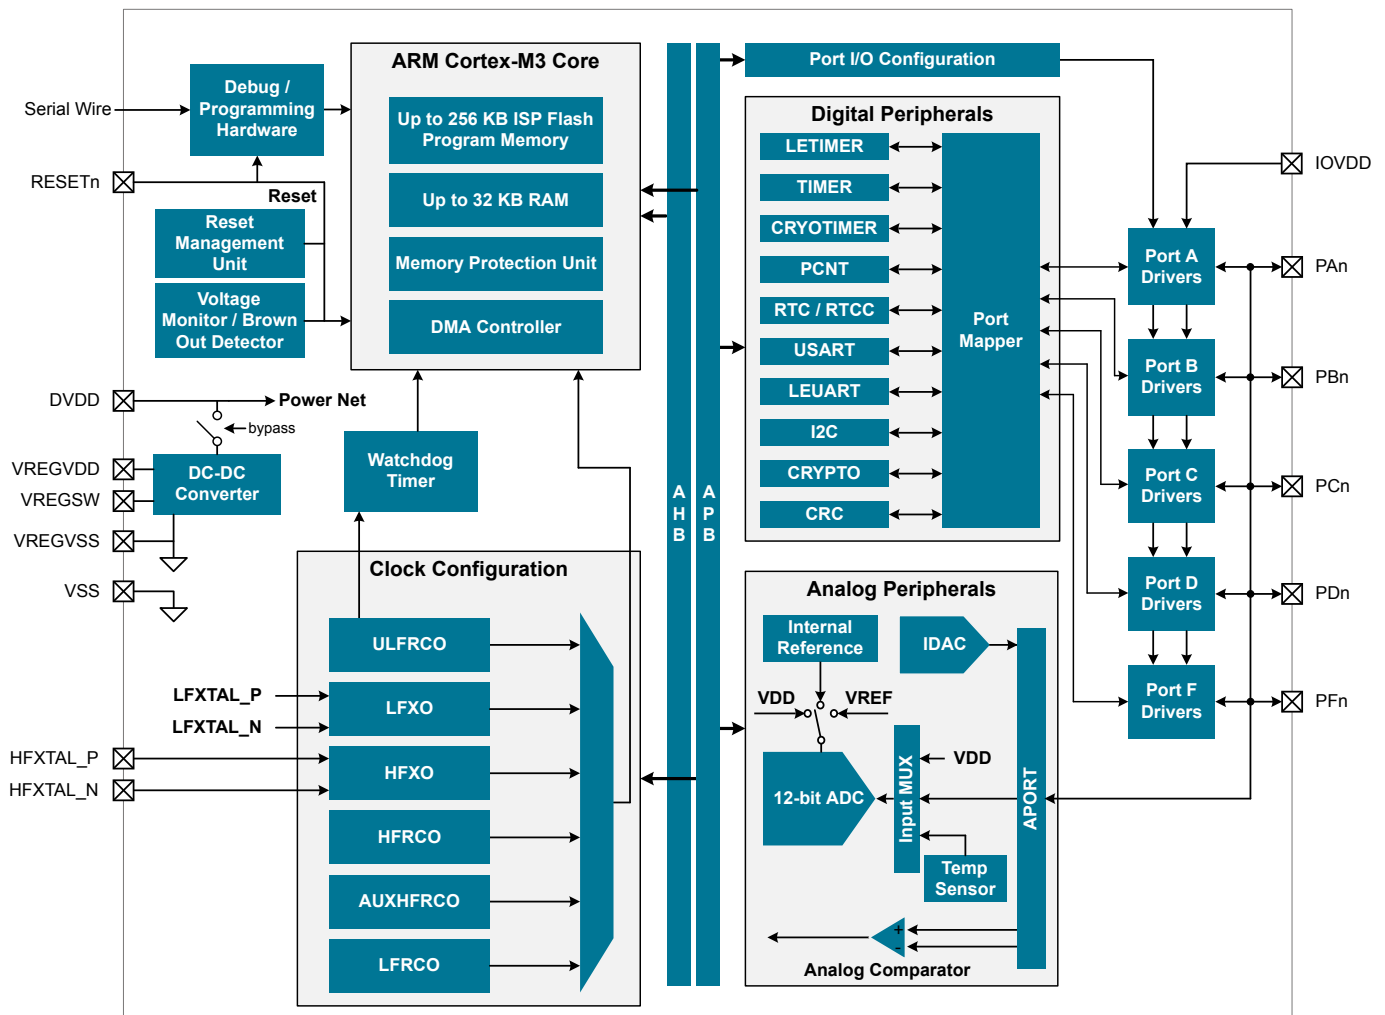 ARM Cortex-M3 Core
Up to 256 KB ISP Flash
Program Memory
Up to 32 KB RAM
Memory Protection Unit
DMA Controller
Serial Wire
Debug /
Programming
Hardware
RESETn
Reset
Reset
Management
Unit
Voltage
Monitor / Brown
Out Detector
DVDD
Power Net
bypass
VREGVDD
VREGSW
DC-DC
Converter
VREGVSS
VSS
Watchdog
Timer
Clock Configuration
ULFRCO
LFXTAL_P
LFXTAL_N
LFXO
HFXTAL_P
HFXTAL_N
HFXO
HFRCO
AUXHFRCO
LFRCO
A
H
B
A
P
B
Port I/O Configuration
Digital Peripherals
LETIMER
TIMER
CRYOTIMER
PCNT
RTC / RTCC
USART
LEUART
I2C
CRYPTO
CRC
Port
Mapper
Analog Peripherals
Internal
Reference
IDAC
VDD
VREF
12-bit ADC
Input MUX
VDD
Temp
Sensor
APORT
+
-
Analog Comparator
IOVDD
Port A
Drivers
PAn
Port B
Drivers
PBn
Port C
Drivers
PCn
Port D
Drivers
PDn
Port F
Drivers
PFn